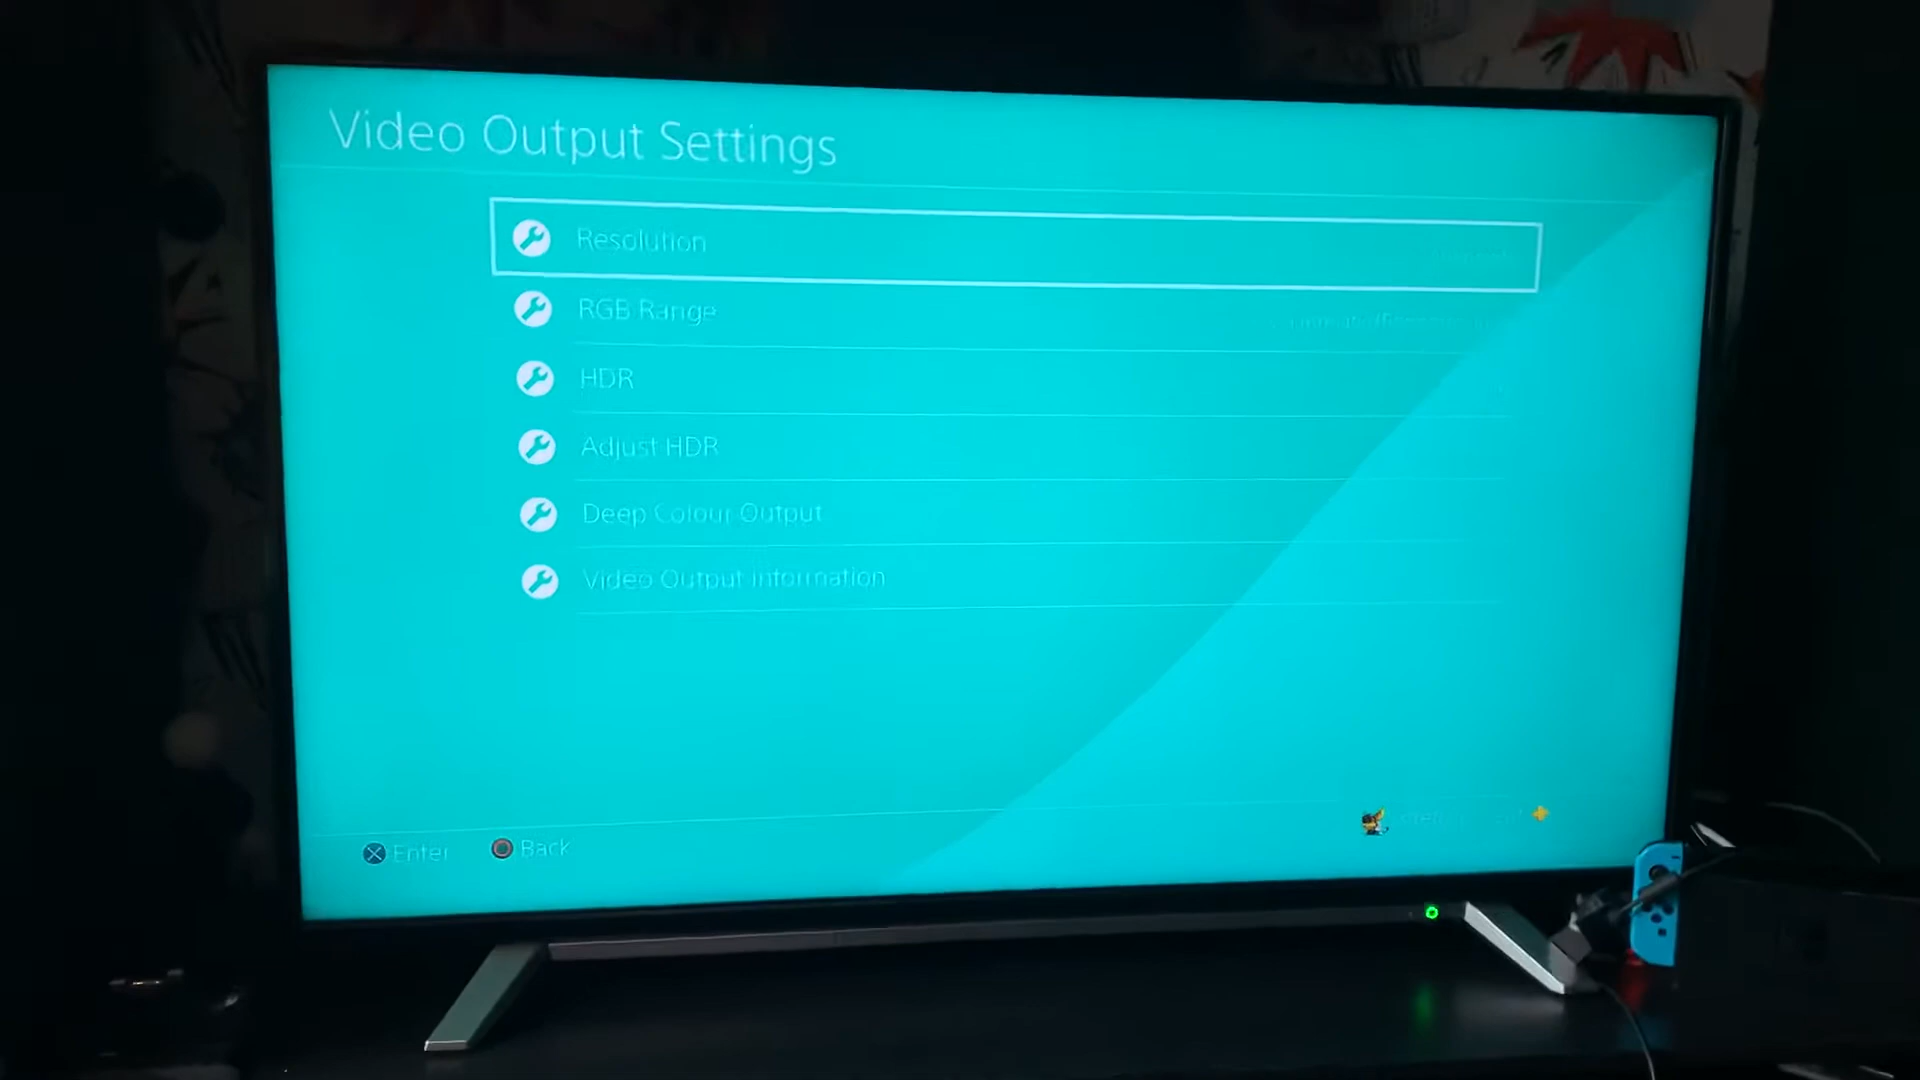 Video Output Settings
Resolution
RGB Range
HDR
Adjust HDR
Deep Colour Output
Video Output Information
Enter Back